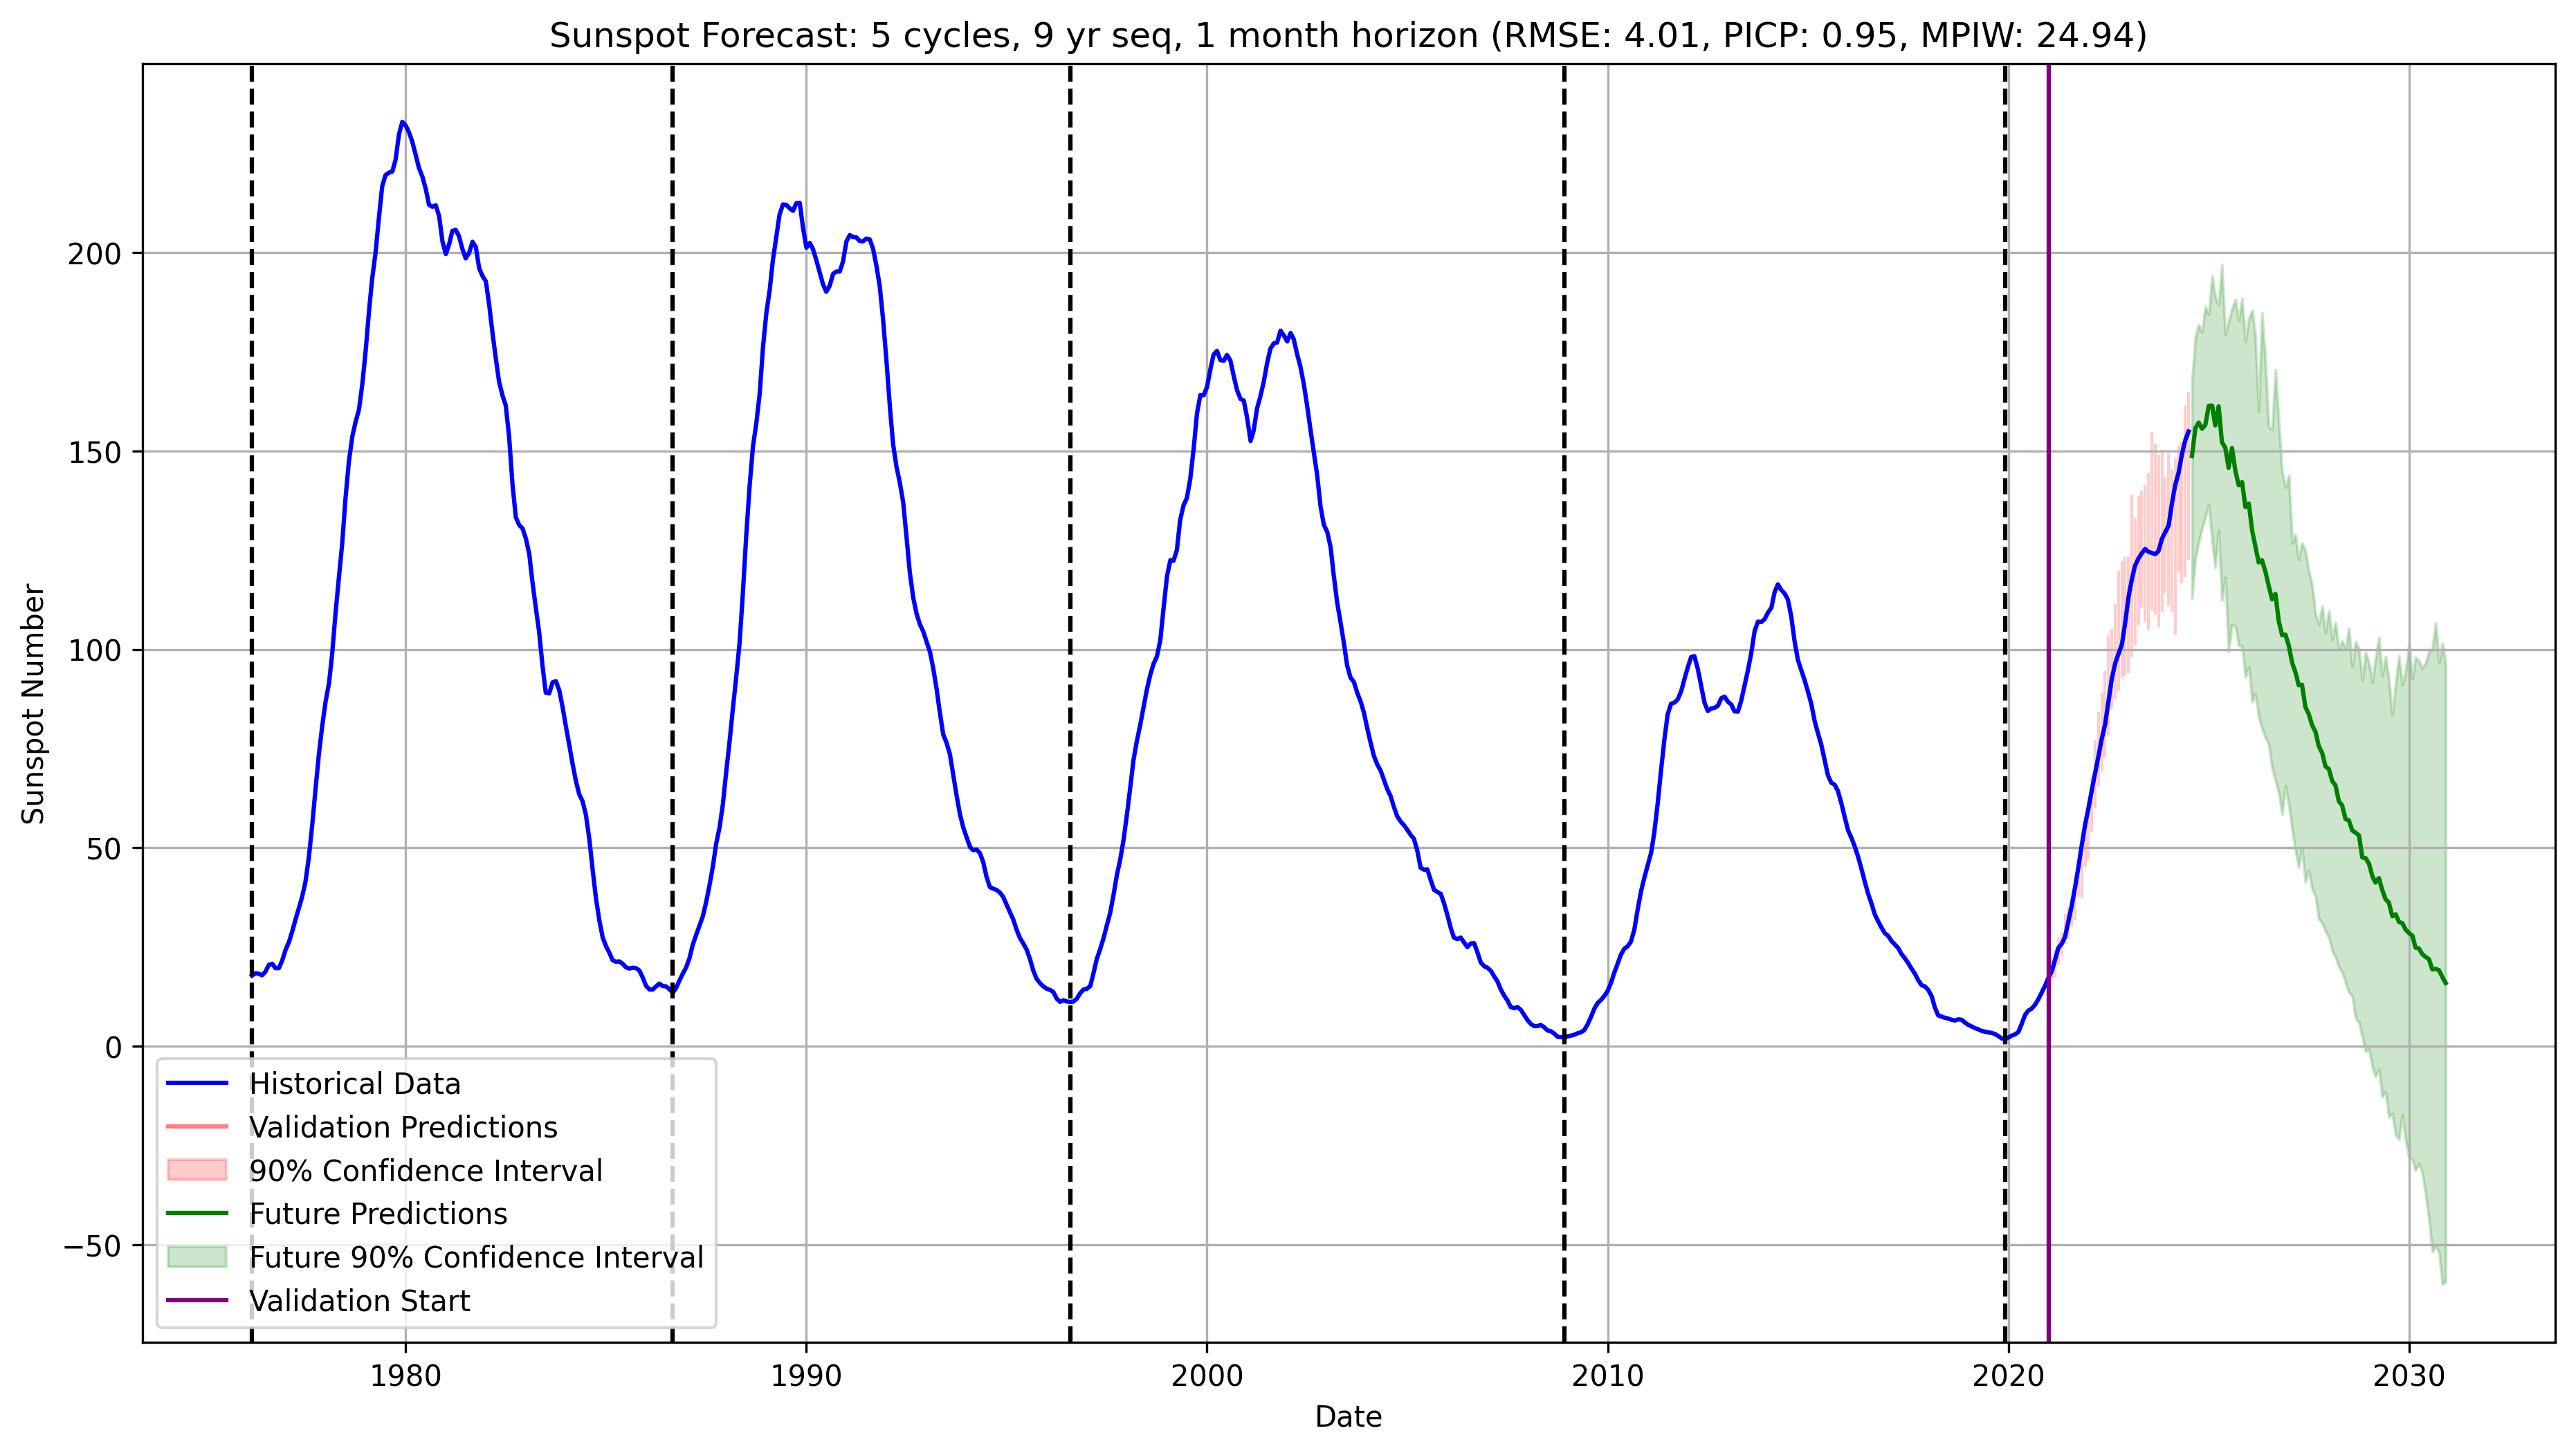 Sunspot Forecast: 5 cycles, 9 yr seq, 1 month horizon (RMSE: 4.01, PICP: 0.95, MPIW: 24.94)
Sunspot Number
200
150
100
50
0
−50
Historical Data
Validation Predictions
90% Confidence Interval
Future Predictions
Future 90% Confidence Interval
Validation Start
1980
1990
2000
2010
2020
2030
Date